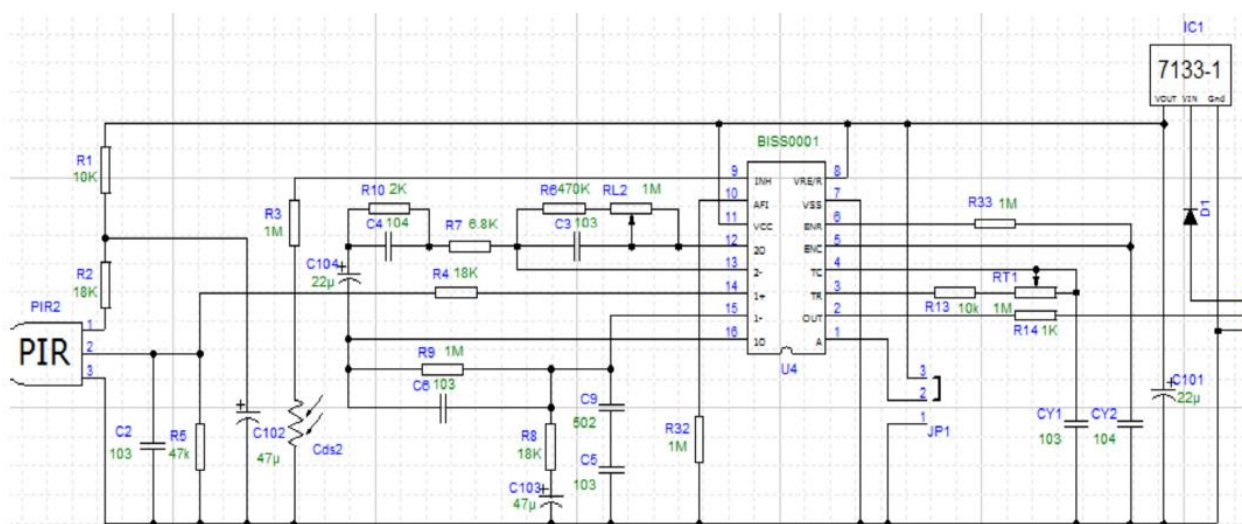 IC1
7133-1
VOUT VIN Gnd
BISS0001
R1
10K
R2
18K
PIR2
PIR
1
2
3
C2
103
R5
47k
C102
47µ
R3
1M
Cds2
R10 2K
C4
104
R7 6.8K
R6 470K
RL2 1M
C3 103
C104
22µ
R4 18K
R9 1M
C6 103
R8
18K
C103
47µ
C9
502
C5
103
R32
1M
9 INH VRE/R 8
10 AFI VSS 7
11 VCC ENR 6
12 2O ENC 5
13 2- TC 4
14 1+ TR 3
15 1- OUT 2
16 1O A 1
U4
R33 1M
R13 10k
RT1
1M
R14 1K
3
2
1
JP1
CY1
103
CY2
104
C101
22µ
D1